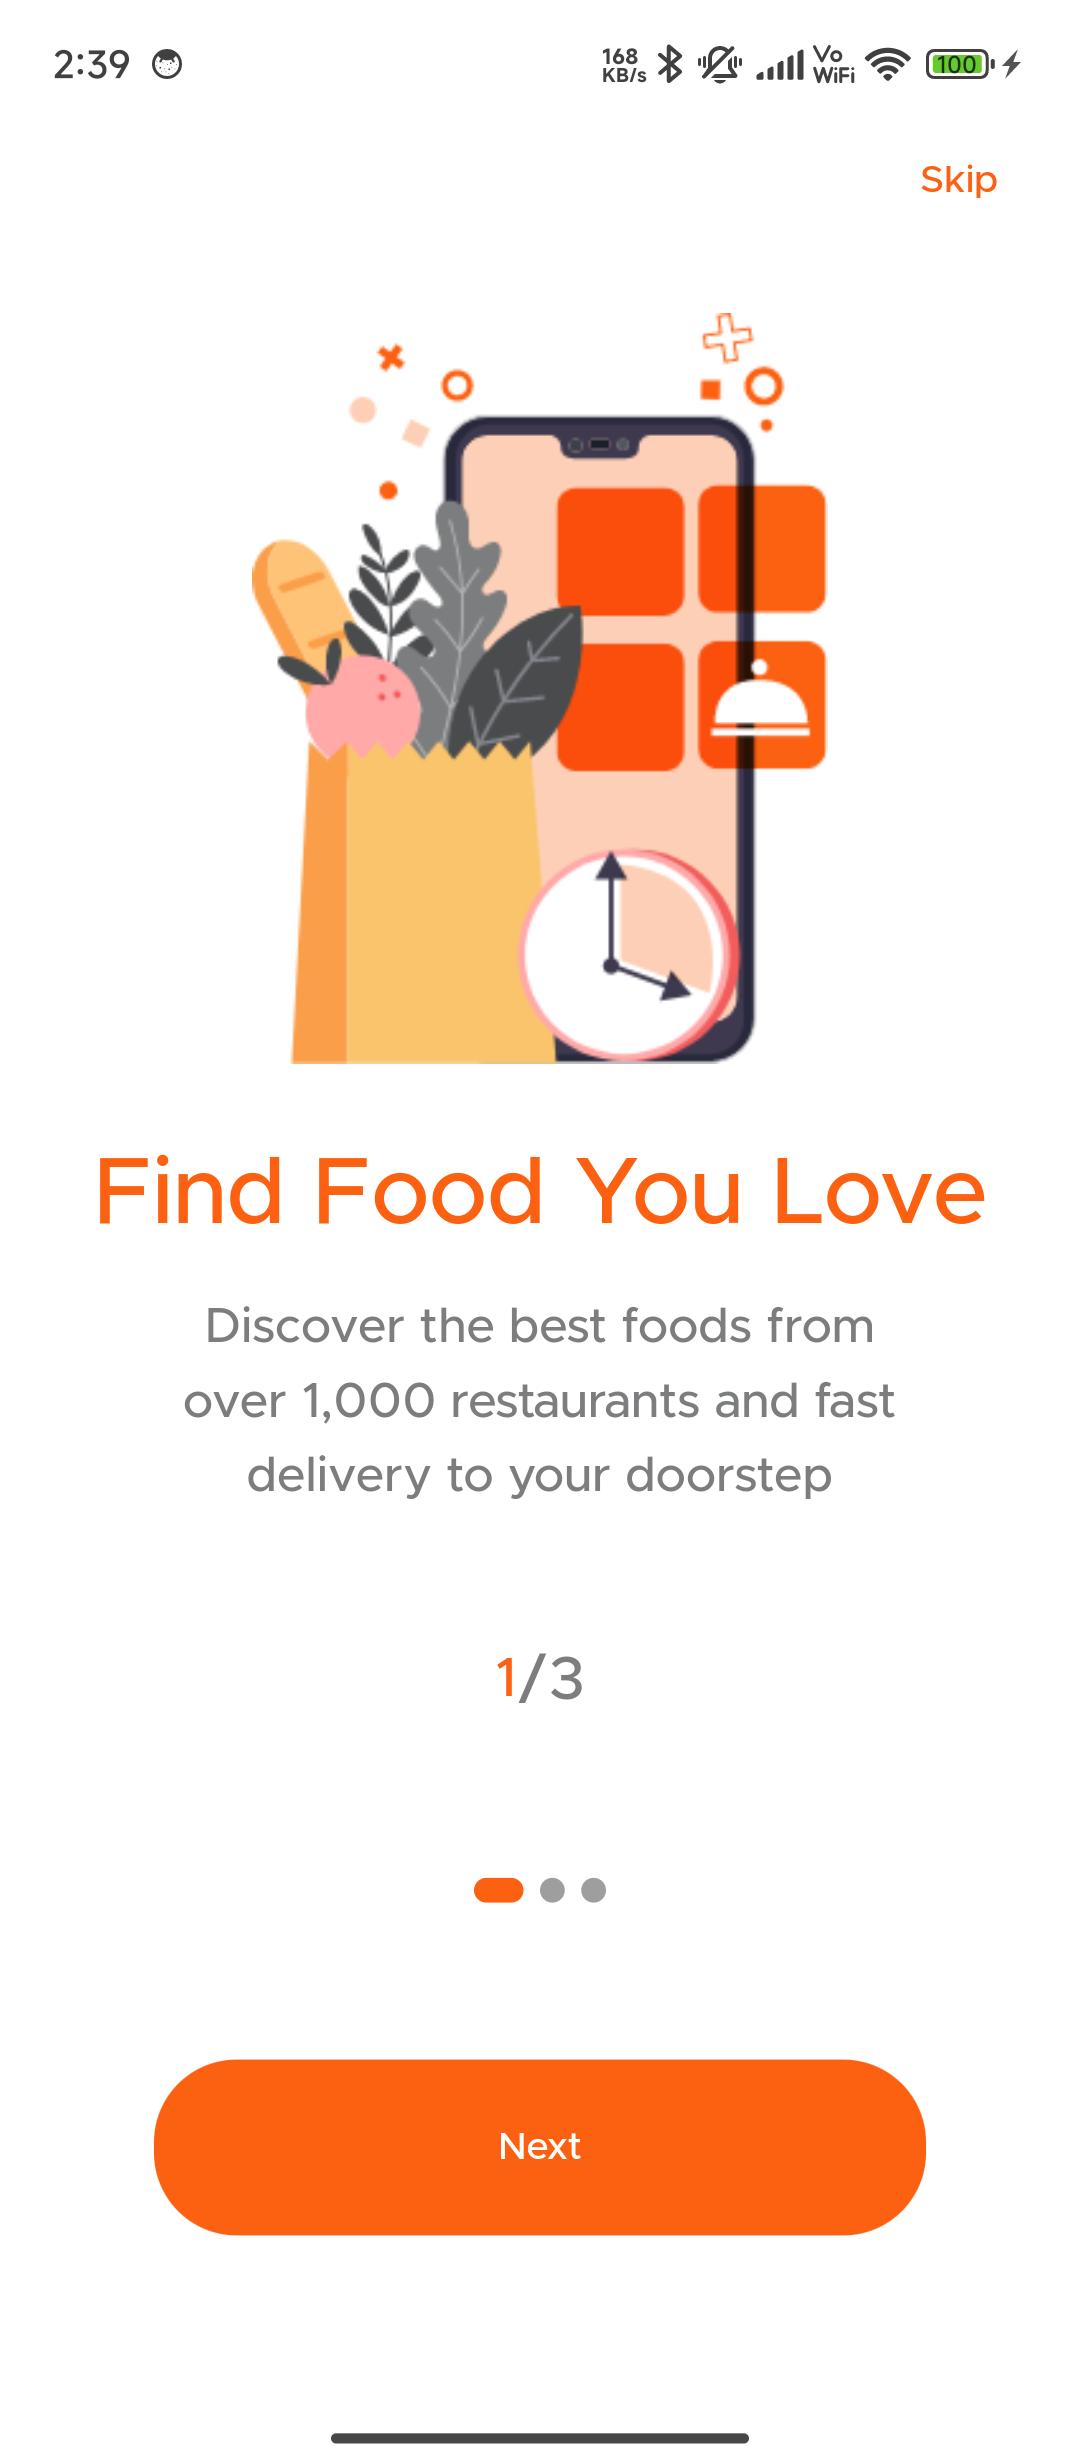 2:39
168
KB/s
Vo
WiFi
100
Skip
Find Food You Love
Discover the best foods from
over 1,000 restaurants and fast
delivery to your doorstep
1/3
Next